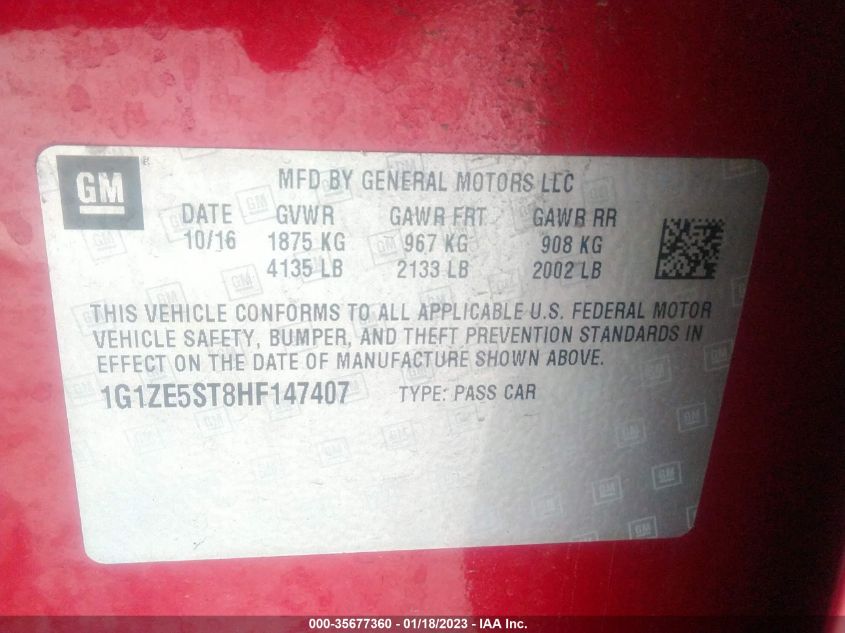 GM
MFD BY GENERAL MOTORS LLC
DATE GVWR GAWR FRT GAWR RR
10/16 1875 KG 967 KG 908 KG
4135 LB 2133 LB 2002 LB
THIS VEHICLE CONFORMS TO ALL APPLICABLE U.S. FEDERAL MOTOR
VEHICLE SAFETY, BUMPER, AND THEFT PREVENTION STANDARDS IN
EFFECT ON THE DATE OF MANUFACTURE SHOWN ABOVE.
1G1ZE5ST8HF147407 TYPE: PASS CAR
000-35677360 - 01/18/2023 - IAA Inc.